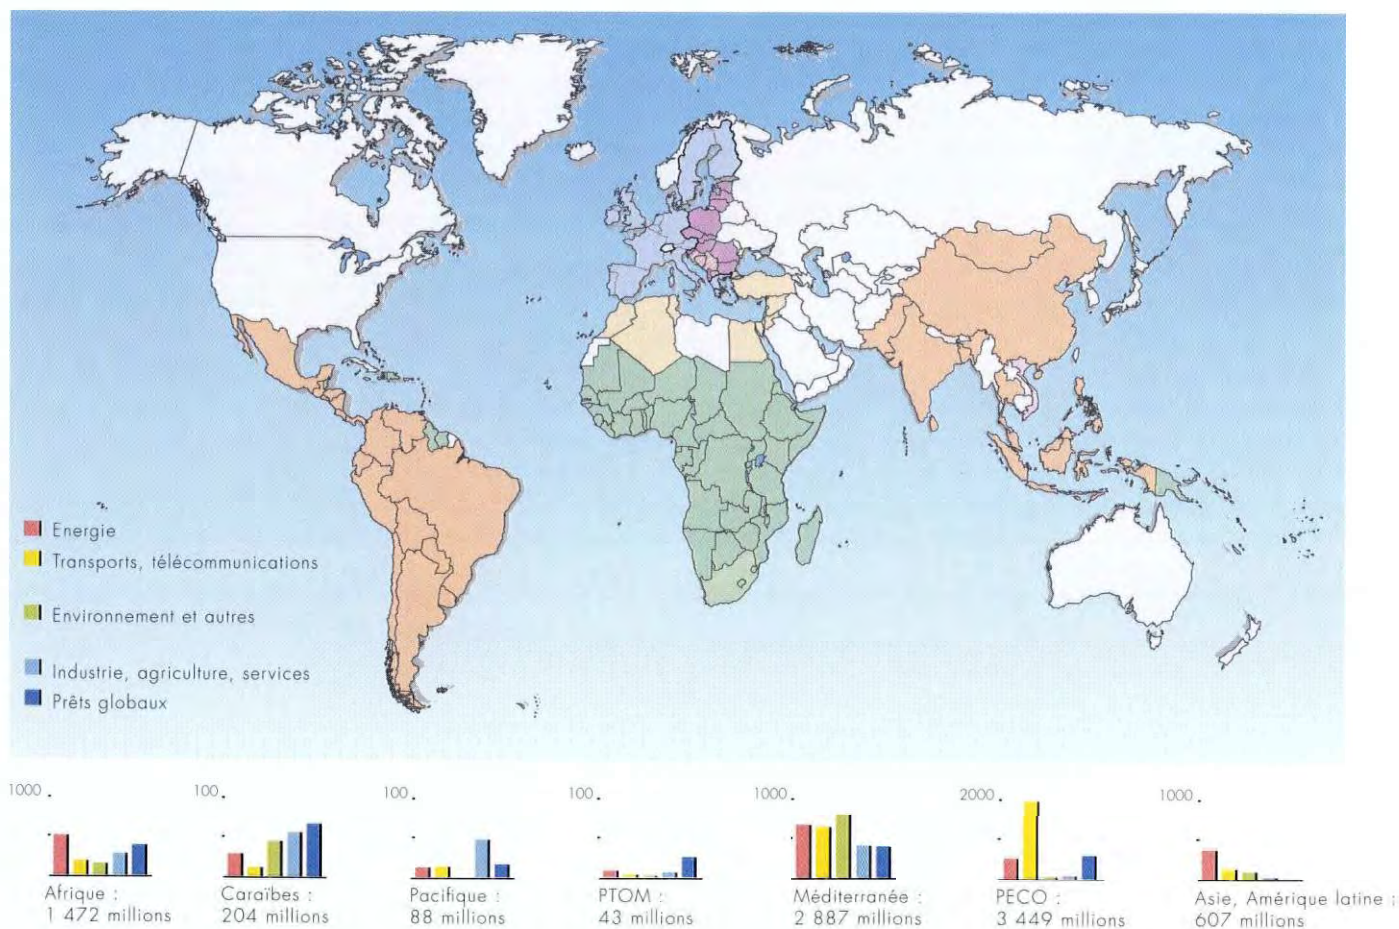 Energie
Transports, télécommunications
Environnement et autres
Industrie, agriculture, services
Prêts globaux
1000
100
100
100
1000
2000
1000
Afrique :
1 472 millions
Caraïbes :
204 millions
Pacifique :
88 millions
PTOM :
43 millions
Méditerranée :
2 887 millions
PECO :
3 449 millions
Asie, Amérique latine :
607 millions